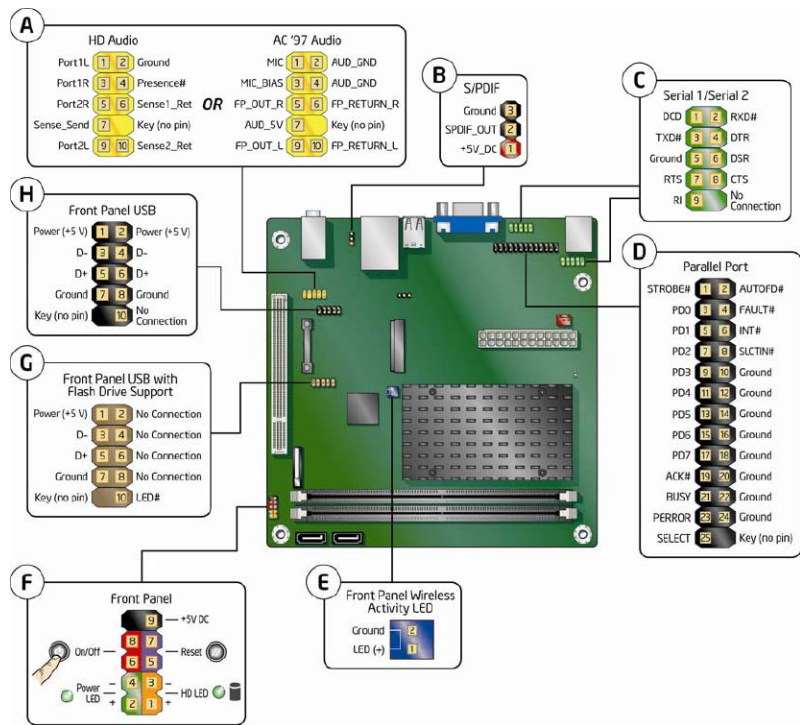 A
HD Audio
Port1L 1 2 Ground
Port1R 3 4 Presence#
Port2R 5 6 Sense1_Ret
Sense_Send 7 Key (no pin)
Port2L 9 10 Sense2_Ret
OR
AC '97 Audio
MIC 1 2 AUD_GND
MIC_BIAS 3 4 AUD_GND
FP_OUT_R 5 6 FP_RETURN_R
AUD_5V 7 Key (no pin)
FP_OUT_L 9 10 FP_RETURN_L
B
S/PDIF
Ground 3
SPDIF_OUT 2
+5V_DC 1
C
Serial 1/Serial 2
DCD 1 2 RXD#
TXD# 3 4 DTR
Ground 5 6 DSR
RTS 7 8 CTS
RI 9 No Connection
H
Front Panel USB
Power (+5 V) 1 2 Power (+5 V)
D- 3 4 D-
D+ 5 6 D+
Ground 7 8 Ground
Key (no pin) 10 No Connection
D
Parallel Port
STROBE# 1 2 AUTOFD#
PD0 3 4 FAULT#
PD1 5 6 INT#
PD2 7 8 SLCTIN#
PD3 9 10 Ground
PD4 11 12 Ground
PD5 13 14 Ground
PD6 15 16 Ground
PD7 17 18 Ground
ACK# 19 20 Ground
BUSY 21 22 Ground
PERROR 23 24 Ground
SELECT 25 Key (no pin)
G
Front Panel USB with
Flash Drive Support
Power (+5 V) 1 2 No Connection
D- 3 4 No Connection
D+ 5 6 No Connection
Ground 7 8 No Connection
Key (no pin) 10 LED#
F
Front Panel
9 +5V DC
On/Off 8 7 Reset
6 5
Power LED - 4 3 - HD LED
+ 2 1 +
E
Front Panel Wireless
Activity LED
Ground 2
LED (+) 1